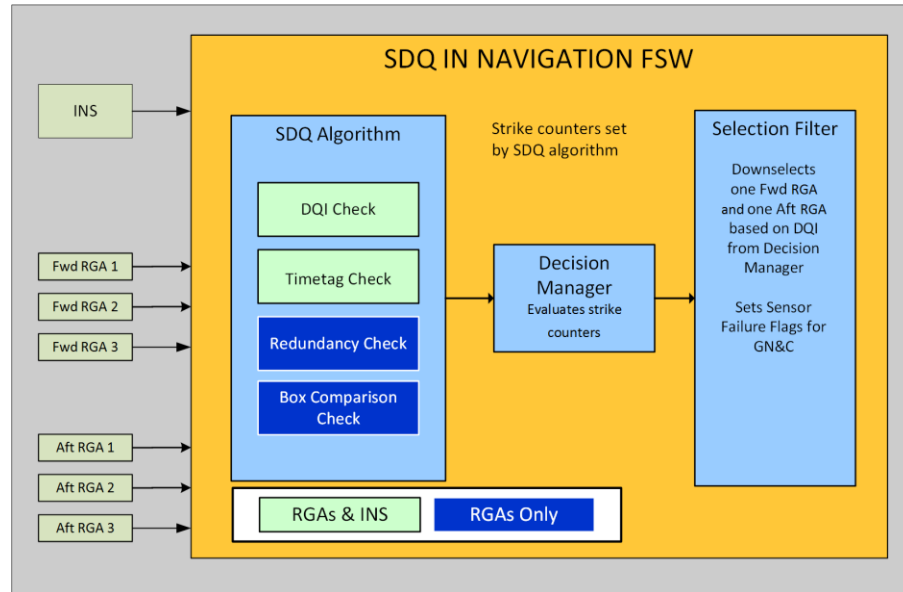 SDQ IN NAVIGATION FSW
INS
Fwd RGA 1
Fwd RGA 2
Fwd RGA 3
Aft RGA 1
Aft RGA 2
Aft RGA 3
SDQ Algorithm
DQI Check
Timetag Check
Redundancy Check
Box Comparison
Check
Strike counters set
by SDQ algorithm
Decision
Manager
Evaluates strike
counters
Selection Filter
Downselects
one Fwd RGA
and one Aft RGA
based on DQI
from Decision
Manager
Sets Sensor
Failure Flags for
GN&C
RGAs & INS
RGAs Only